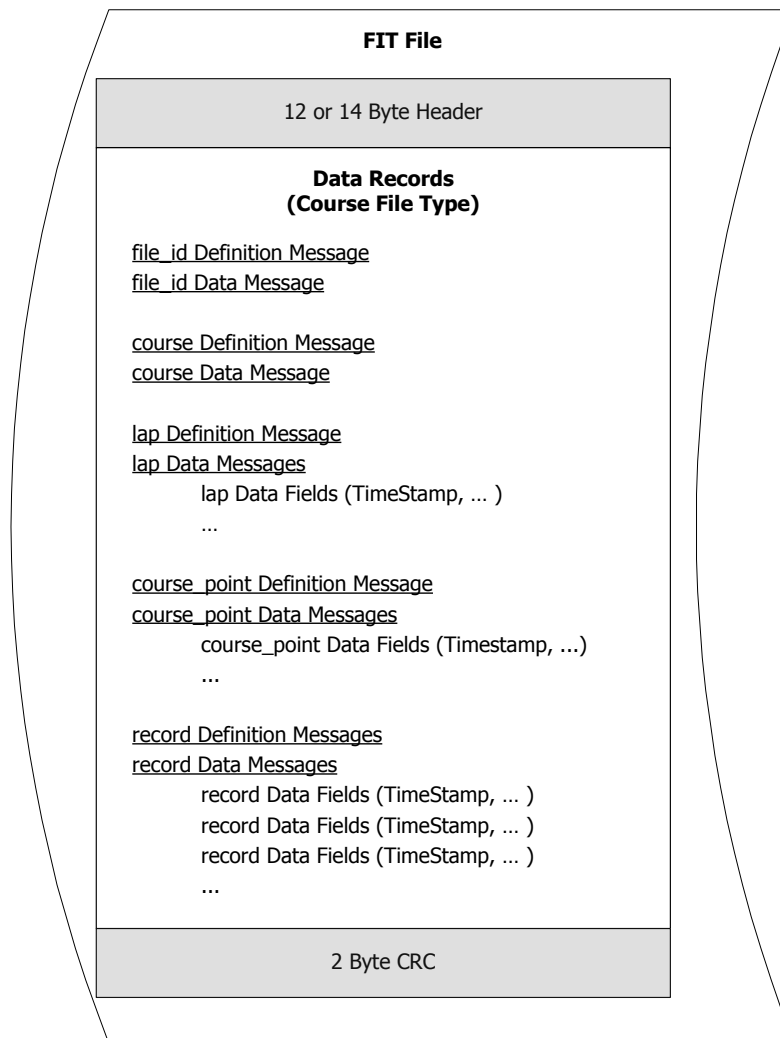 FIT File
12 or 14 Byte Header
Data Records
(Course File Type)
file_id Definition Message
file_id Data Message
course Definition Message
course Data Message
lap Definition Message
lap Data Messages
lap Data Fields (TimeStamp, … )
…
course_point Definition Message
course_point Data Messages
course_point Data Fields (Timestamp, ...)
...
record Definition Messages
record Data Messages
record Data Fields (TimeStamp, … )
record Data Fields (TimeStamp, … )
record Data Fields (TimeStamp, … )
...
2 Byte CRC